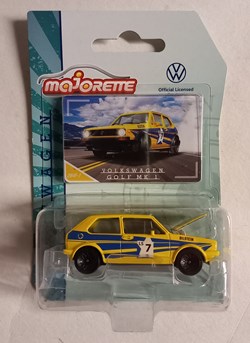 majorette
Official Licensed
VOLKSWAGEN
GOLF MK 1
WAGEN
7